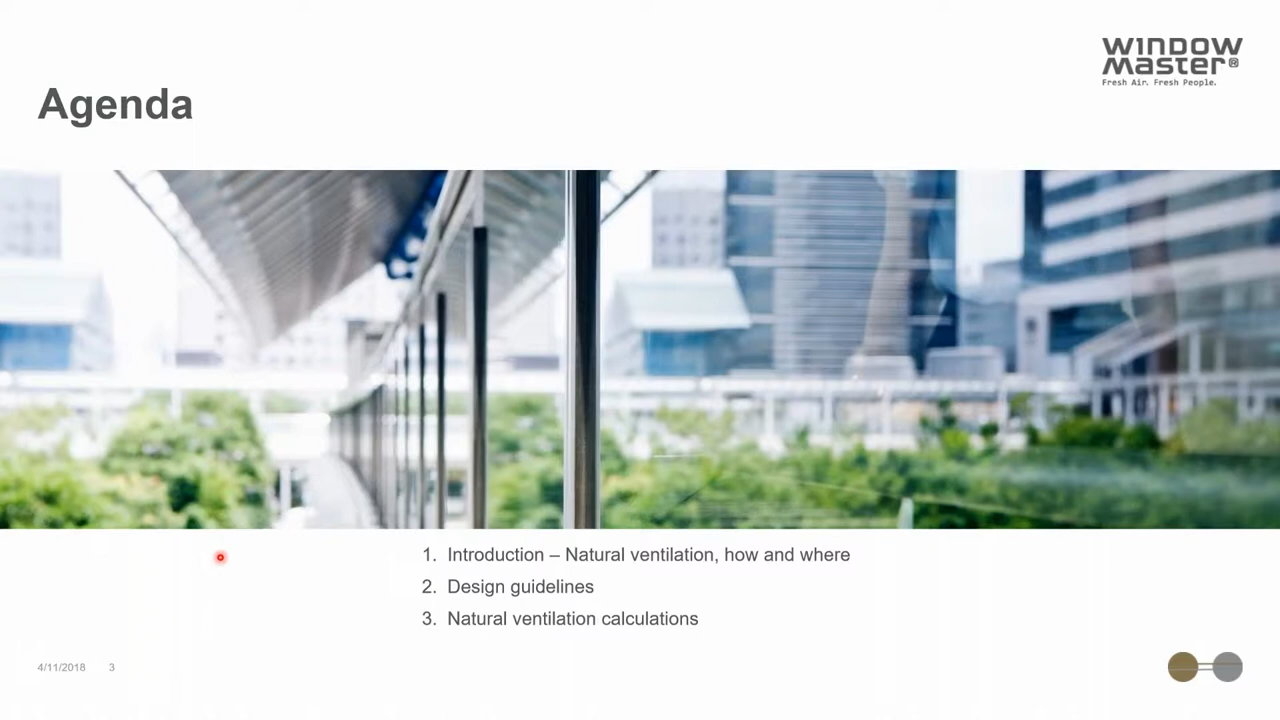 WINDOW
Master®
Fresh Air. Fresh People.
Agenda
1. Introduction – Natural ventilation, how and where
2. Design guidelines
3. Natural ventilation calculations
4/11/2018 3